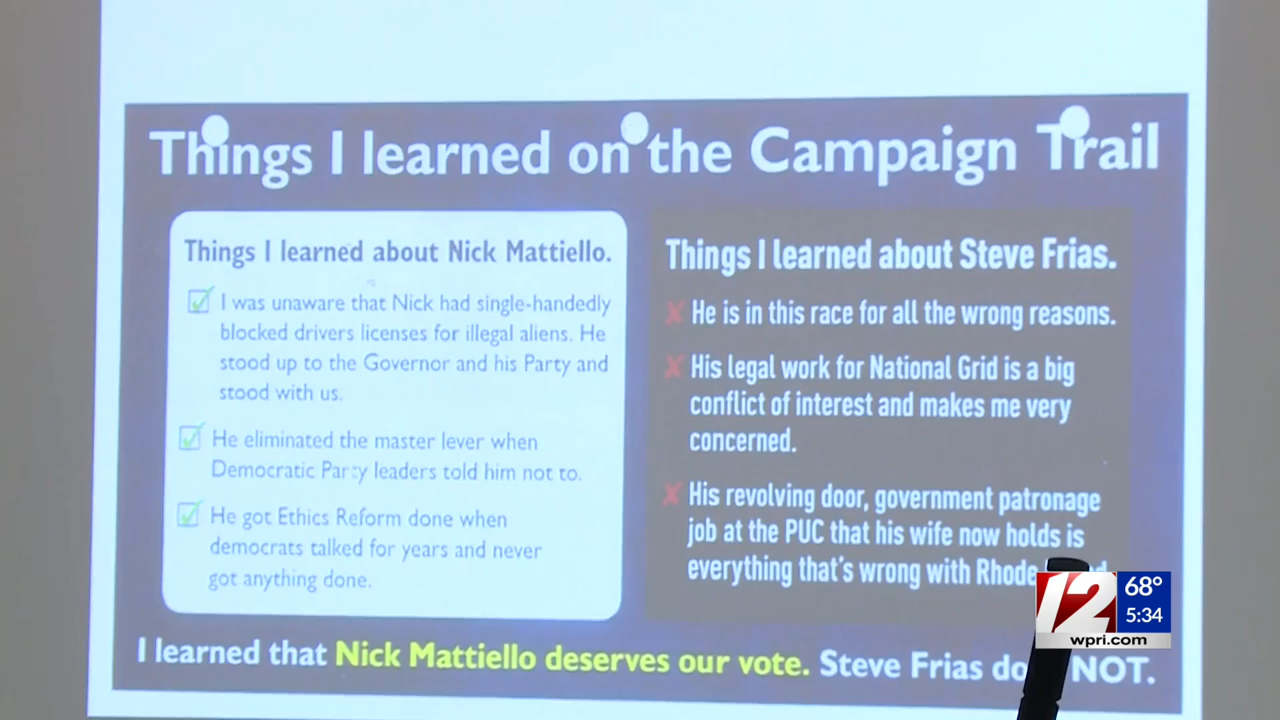 Things I learned on the Campaign Trail
Things I learned about Nick Mattiello.
I was unaware that Nick had single-handedly
blocked drivers licenses for illegal aliens. He
stood up to the Governor and his Party and
stood with us.
He eliminated the master lever when
Democratic Party leaders told him not to.
He got Ethics Reform done when
democrats talked for years and never
got anything done.
Things I learned about Steve Frias.
He is in this race for all the wrong reasons.
His legal work for National Grid is a big
conflict of interest and makes me very
concerned.
His revolving door, government patronage
job at the PUC that his wife now holds is
everything that's wrong with Rhode
I learned that Nick Mattiello deserves our vote. Steve Frias NOT.
12
68°
5:34
wpri.com